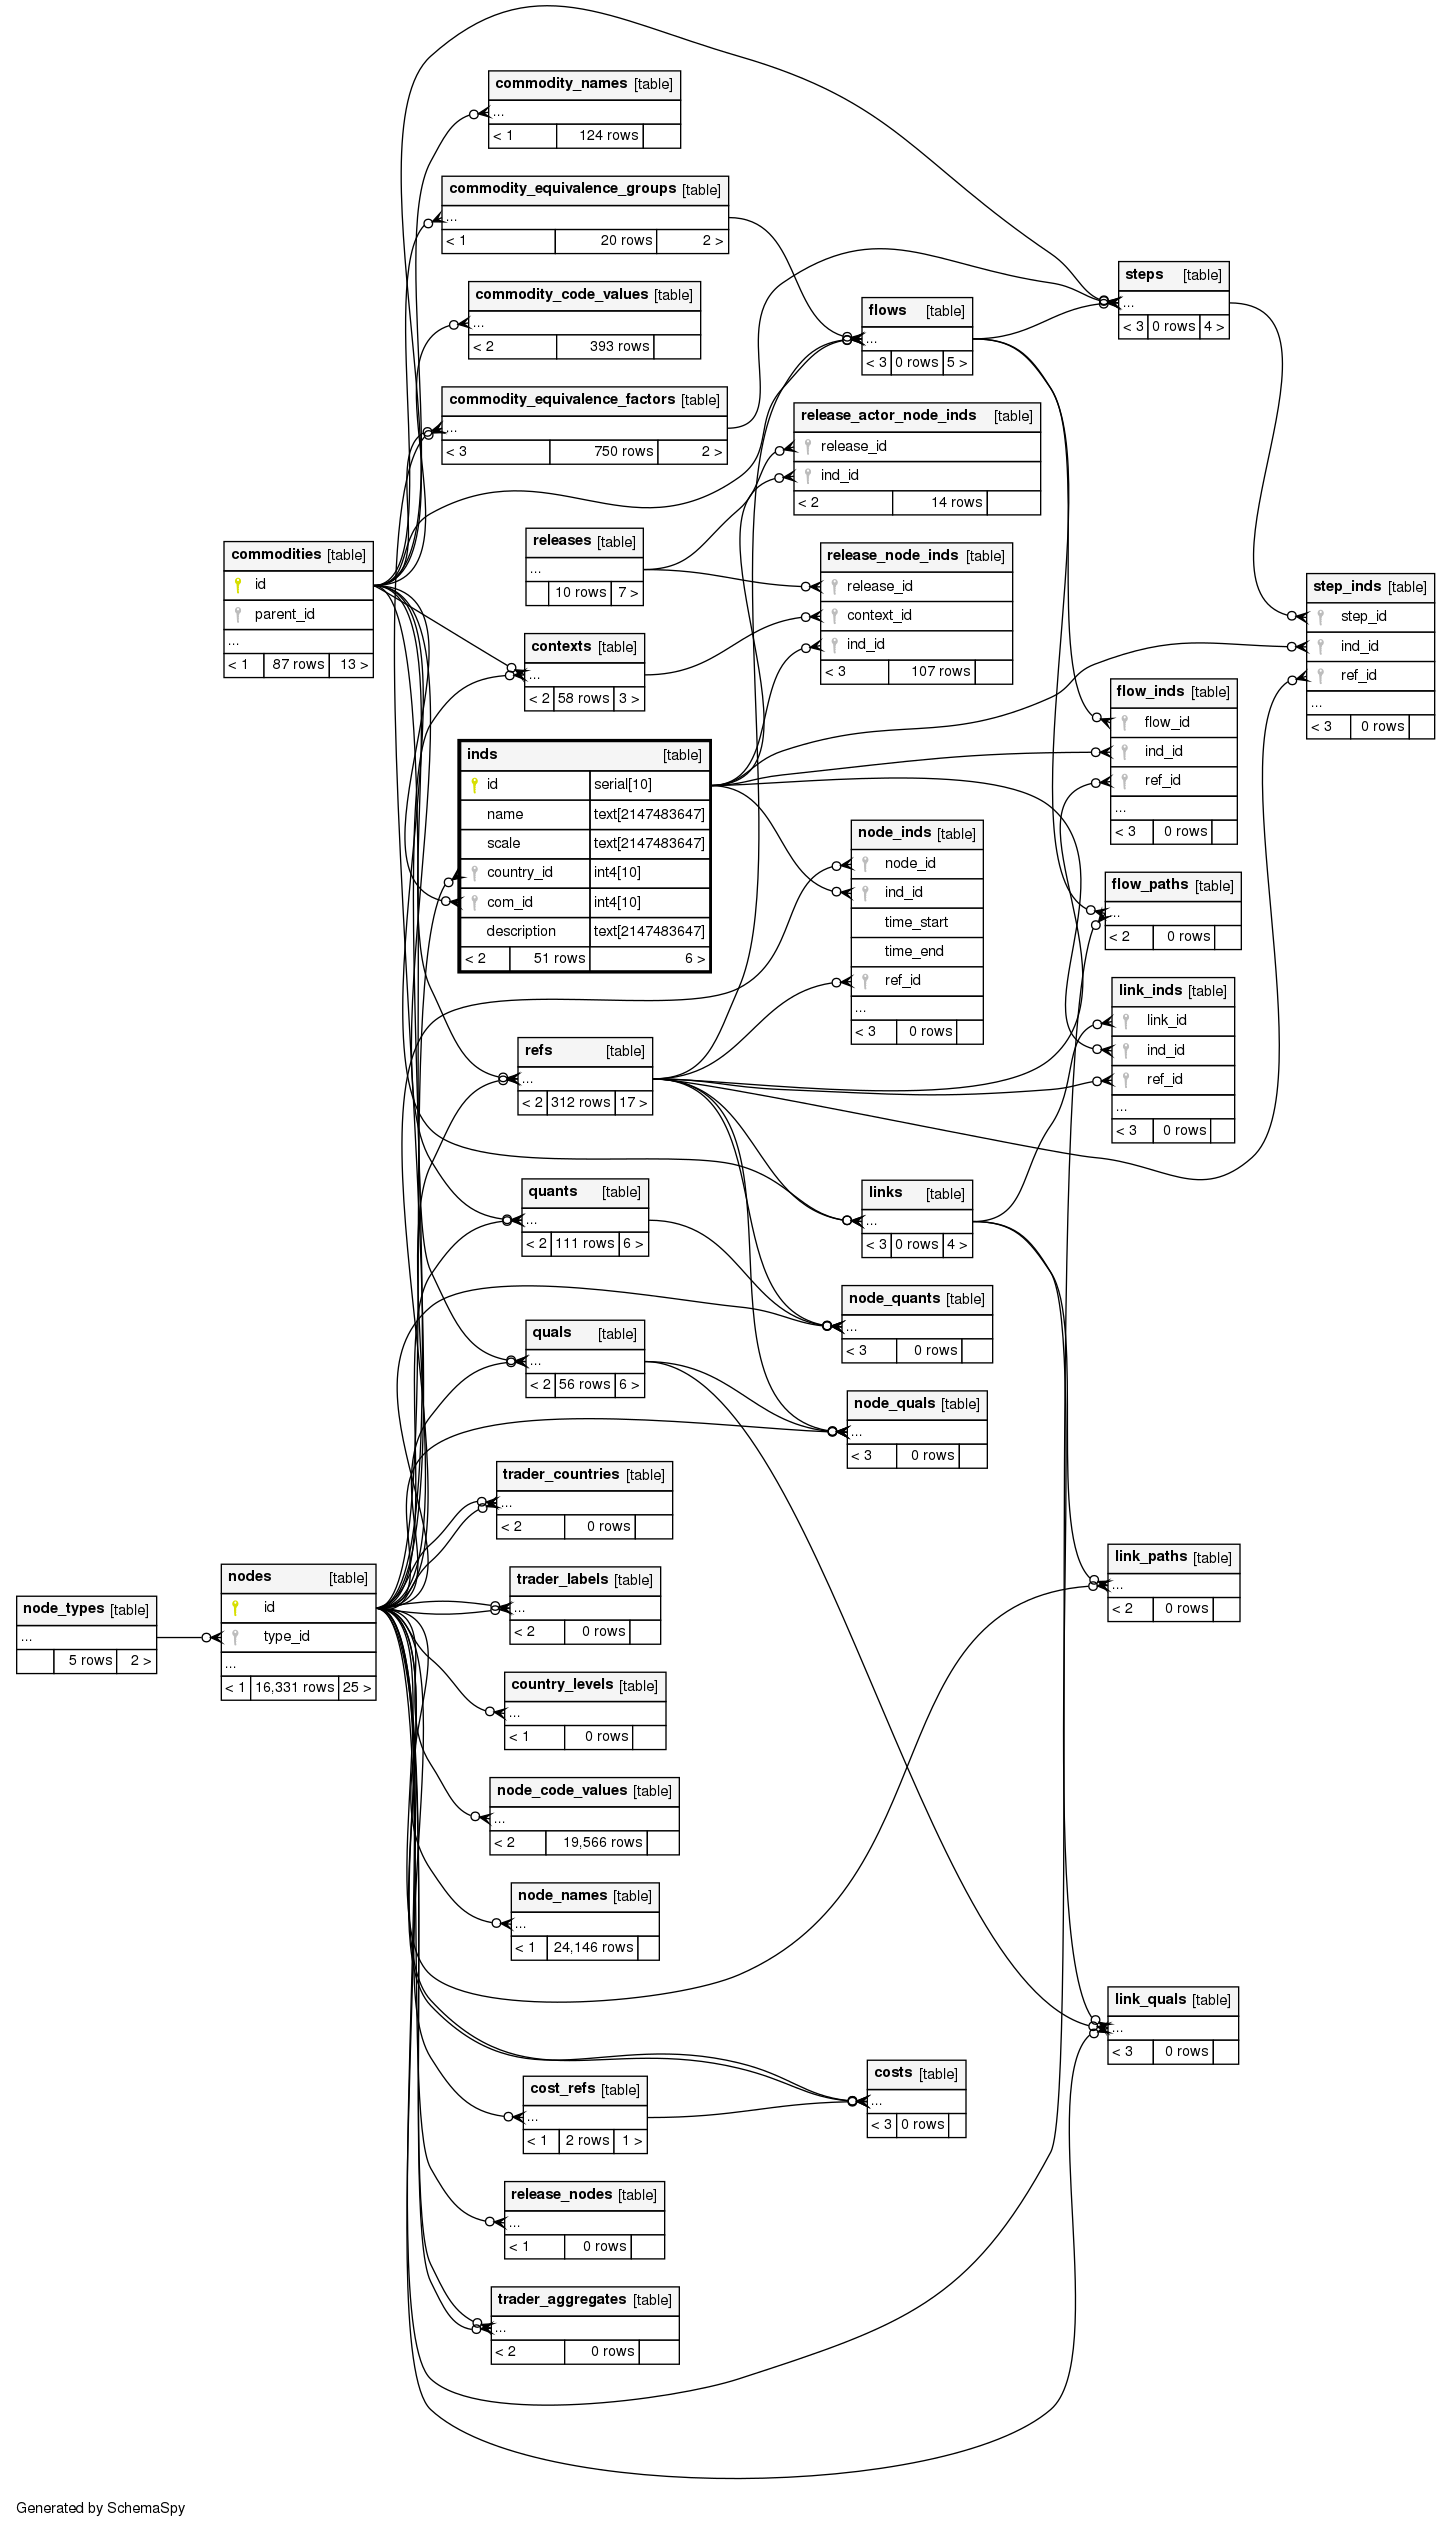 commodity_names [table]
...
< 1 124 rows
commodity_equivalence_groups [table]
...
< 1 20 rows 2 >
commodity_code_values [table]
...
< 2 393 rows
commodity_equivalence_factors [table]
...
< 3 750 rows 2 >
steps [table]
...
< 3 0 rows 4 >
flows [table]
...
< 3 0 rows 5 >
release_actor_node_inds [table]
release_id
ind_id
< 2 14 rows
commodities [table]
id
parent_id
...
< 1 87 rows 13 >
releases [table]
...
10 rows 7 >
release_node_inds [table]
release_id
context_id
ind_id
< 3 107 rows
step_inds [table]
step_id
ind_id
ref_id
...
< 3 0 rows
contexts [table]
...
< 2 58 rows 3 >
flow_inds [table]
flow_id
ind_id
ref_id
...
< 3 0 rows
inds [table]
id serial[10]
name text[2147483647]
scale text[2147483647]
country_id int4[10]
com_id int4[10]
description text[2147483647]
< 2 51 rows 6 >
node_inds [table]
node_id
ind_id
time_start
time_end
ref_id
...
< 3 0 rows
flow_paths [table]
...
< 2 0 rows
link_inds [table]
link_id
ind_id
ref_id
...
< 3 0 rows
refs [table]
...
< 2 312 rows 17 >
quants [table]
...
< 2 111 rows 6 >
links [table]
...
< 3 0 rows 4 >
node_quants [table]
...
< 3 0 rows
quals [table]
...
< 2 56 rows 6 >
node_quals [table]
...
< 3 0 rows
trader_countries [table]
...
< 2 0 rows
link_paths [table]
...
< 2 0 rows
node_types [table]
...
5 rows 2 >
nodes [table]
id
type_id
...
< 1 16,331 rows 25 >
trader_labels [table]
...
< 2 0 rows
country_levels [table]
...
< 1 0 rows
node_code_values [table]
...
< 2 19,566 rows
node_names [table]
...
< 1 24,146 rows
link_quals [table]
...
< 3 0 rows
costs [table]
...
< 3 0 rows
cost_refs [table]
...
< 1 2 rows 1 >
release_nodes [table]
...
< 1 0 rows
trader_aggregates [table]
...
< 2 0 rows
Generated by SchemaSpy